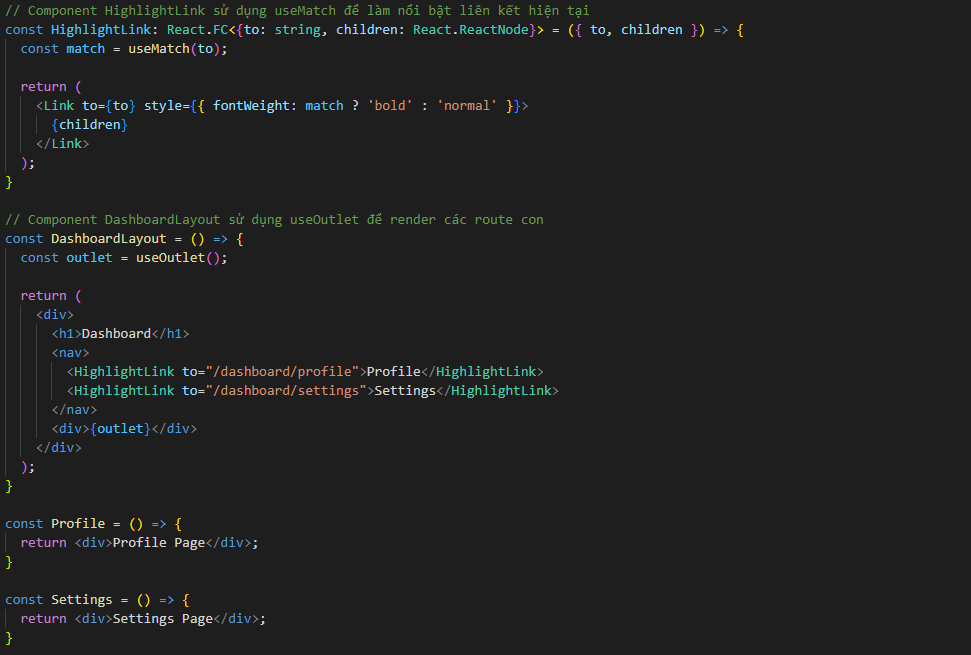 // Component HighlightLink sử dụng useMatch để làm nổi bật liên kết hiện tại
const HighlightLink: React.FC<{to: string, children: React.ReactNode}> = ({ to, children }) => {
  const match = useMatch(to);

  return (
    <Link to={to} style={{ fontWeight: match ? 'bold' : 'normal' }}>
      {children}
    </Link>
  );
}

// Component DashboardLayout sử dụng useOutlet để render các route con
const DashboardLayout = () => {
  const outlet = useOutlet();

  return (
    <div>
      <h1>Dashboard</h1>
      <nav>
        <HighlightLink to="/dashboard/profile">Profile</HighlightLink>
        <HighlightLink to="/dashboard/settings">Settings</HighlightLink>
      </nav>
      <div>{outlet}</div>
    </div>
  );
}

const Profile = () => {
  return <div>Profile Page</div>;
}

const Settings = () => {
  return <div>Settings Page</div>;
}